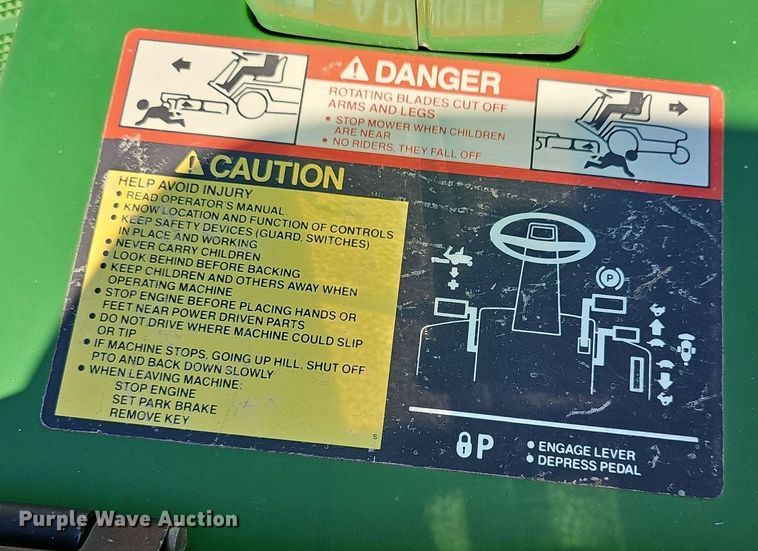 DANGER
ROTATING BLADES CUT OFF
ARMS AND LEGS
• STOP MOWER WHEN CHILDREN
ARE NEAR
• NO RIDERS, THEY FALL OFF
CAUTION
HELP AVOID INJURY
• READ OPERATOR'S MANUAL
• KNOW LOCATION AND FUNCTION OF CONTROLS
• KEEP SAFETY DEVICES (GUARD, SWITCHES)
IN PLACE AND WORKING
• NEVER CARRY CHILDREN
• LOOK BEHIND BEFORE BACKING
• KEEP CHILDREN AND OTHERS AWAY WHEN
OPERATING MACHINE
• STOP ENGINE BEFORE PLACING HANDS OR
FEET NEAR POWER DRIVEN PARTS
• DO NOT DRIVE WHERE MACHINE COULD SLIP
OR TIP
• IF MACHINE STOPS, GOING UP HILL, SHUT OFF
PTO AND BACK DOWN SLOWLY
• WHEN LEAVING MACHINE:
STOP ENGINE
SET PARK BRAKE
REMOVE KEY
S
P
P
• ENGAGE LEVER
• DEPRESS PEDAL
Purple Wave Auction